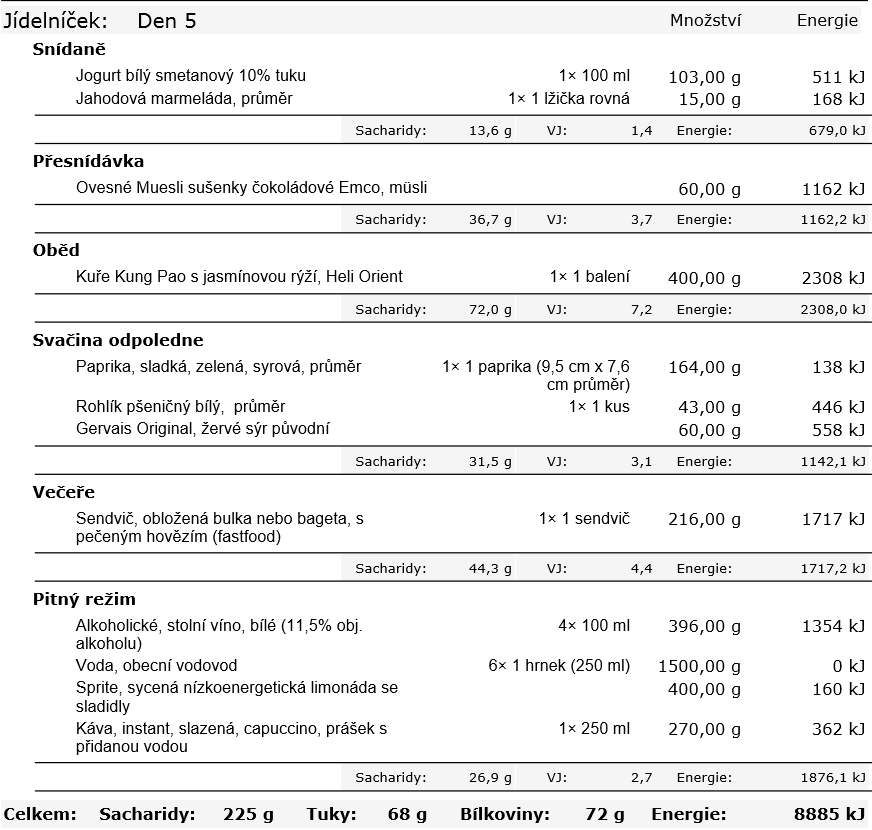 Jídelníček: Den 5 Množství Energie
Snídaně
Jogurt bílý smetanový 10% tuku 1× 100 ml 103,00 g 511 kJ
Jahodová marmeláda, průměr 1× 1 lžička rovná 15,00 g 168 kJ
Sacharidy: 13,6 g VJ: 1,4 Energie: 679,0 kJ
Přesnídávka
Ovesné Muesli sušenky čokoládové Emco, müsli 60,00 g 1162 kJ
Sacharidy: 36,7 g VJ: 3,7 Energie: 1162,2 kJ
Oběd
Kuře Kung Pao s jasmínovou rýží, Heli Orient 1× 1 balení 400,00 g 2308 kJ
Sacharidy: 72,0 g VJ: 7,2 Energie: 2308,0 kJ
Svačina odpoledne
Paprika, sladká, zelená, syrová, průměr 1× 1 paprika (9,5 cm x 7,6 164,00 g 138 kJ
cm průměr)
Rohlík pšeničný bílý, průměr 1× 1 kus 43,00 g 446 kJ
Gervais Original, žervé sýr původní 60,00 g 558 kJ
Sacharidy: 31,5 g VJ: 3,1 Energie: 1142,1 kJ
Večeře
Sendvič, obložená bulka nebo bageta, s 1× 1 sendvič 216,00 g 1717 kJ
pečeným hovězím (fastfood)
Sacharidy: 44,3 g VJ: 4,4 Energie: 1717,2 kJ
Pitný režim
Alkoholické, stolní víno, bílé (11,5% obj. 4× 100 ml 396,00 g 1354 kJ
alkoholu)
Voda, obecní vodovod 6× 1 hrnek (250 ml) 1500,00 g 0 kJ
Sprite, sycená nízkoenergetická limonáda se 400,00 g 160 kJ
sladidly
Káva, instant, slazená, capuccino, prášek s 1× 250 ml 270,00 g 362 kJ
přidanou vodou
Sacharidy: 26,9 g VJ: 2,7 Energie: 1876,1 kJ
Celkem: Sacharidy: 225 g Tuky: 68 g Bílkoviny: 72 g Energie: 8885 kJ